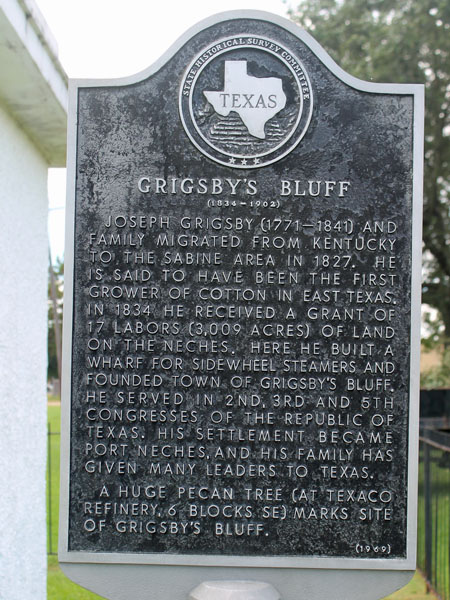 STATE HISTORICAL SURVEY COMMITTEE
TEXAS
GRIGSBY'S BLUFF
(1834-1902)
JOSEPH GRIGSBY (1771-1841) AND
FAMILY MIGRATED FROM KENTUCKY
TO THE SABINE AREA IN 1827. HE
IS SAID TO HAVE BEEN THE FIRST
GROWER OF COTTON IN EAST TEXAS.
IN 1834 HE RECEIVED A GRANT OF
17 LABORS (3,009 ACRES) OF LAND
ON THE NECHES. HERE HE BUILT A
WHARF FOR SIDEWHEEL STEAMERS AND
FOUNDED TOWN OF GRIGSBY'S BLUFF.
HE SERVED IN 2ND, 3RD AND 5TH
CONGRESSES OF THE REPUBLIC OF
TEXAS. HIS SETTLEMENT BECAME
PORT NECHES, AND HIS FAMILY HAS
GIVEN MANY LEADERS TO TEXAS.
A HUGE PECAN TREE (AT TEXACO
REFINERY, 6 BLOCKS SE) MARKS SITE
OF GRIGSBY'S BLUFF.
(1969)